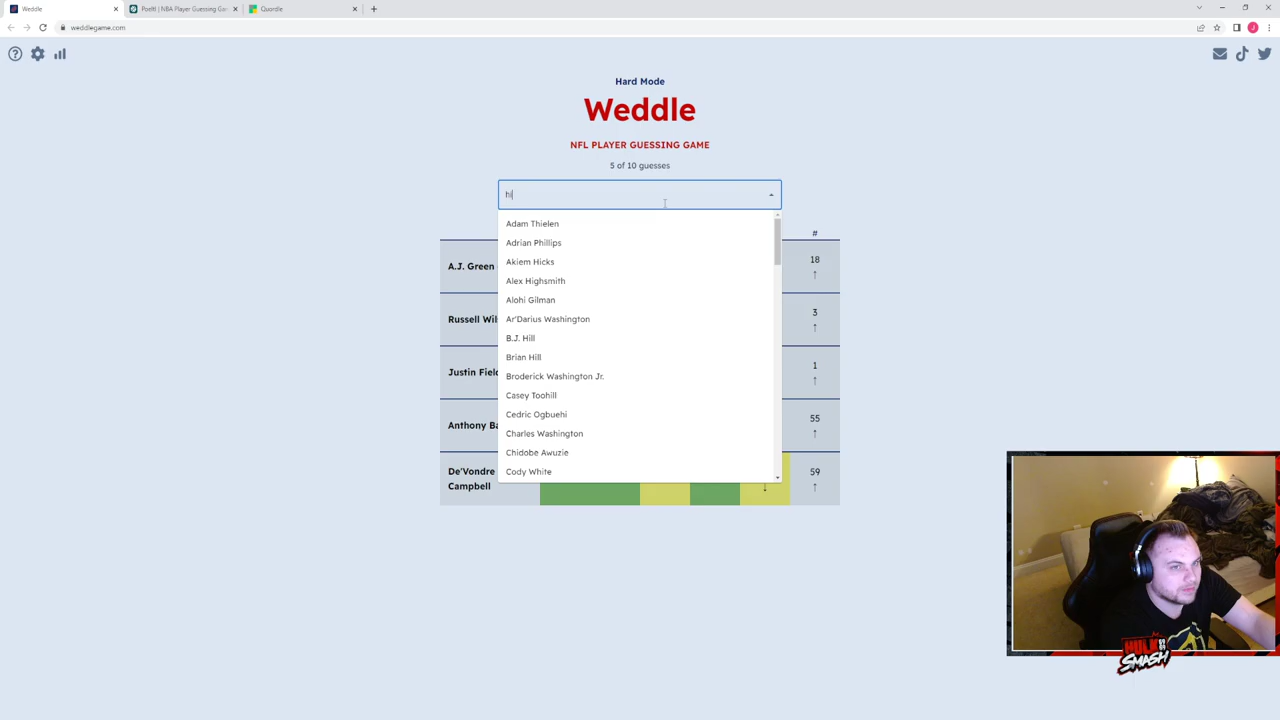 Weddle
Poeltl | NBA Player Guessing Ga
Quordle
weddlegame.com
Hard Mode
Weddle
NFL PLAYER GUESSING GAME
5 of 10 guesses
hi
#
Adam Thielen
Adrian Phillips
Akiem Hicks
Alex Highsmith
Alohi Gilman
Ar'Darius Washington
B.J. Hill
Brian Hill
Broderick Washington Jr.
Casey Toohill
Cedric Ogbuehi
Charles Washington
Chidobe Awuzie
Cody White
A.J. Green
18
↑
Russell Wil
3
↑
Justin Field
1
↑
Anthony Ba
55
↑
De'Vondre
Campbell
↓
59
↑
HULK
SMASH